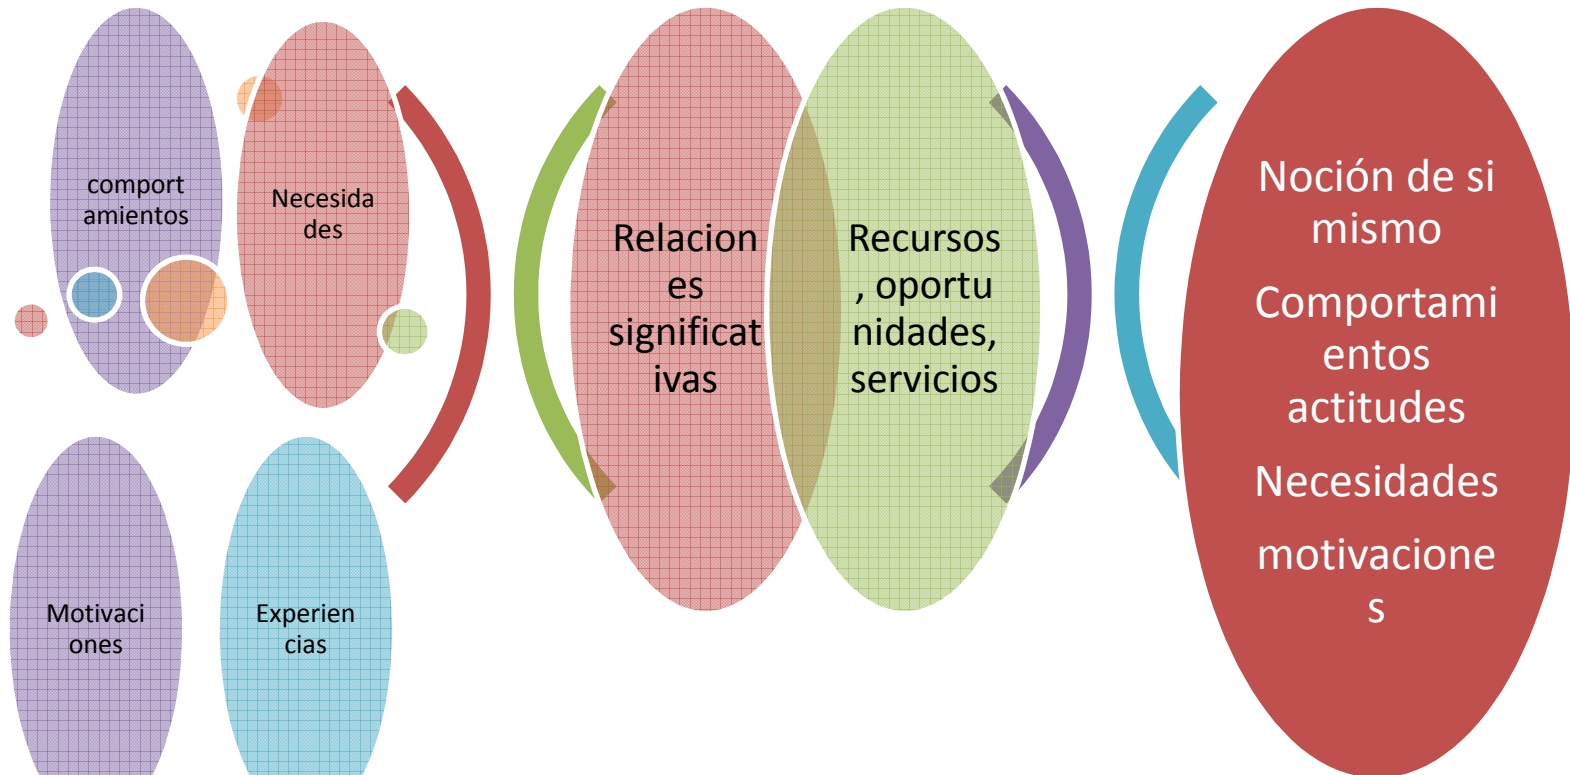 comport
amientos
Necesida
des
Motivaci
ones
Experien
cias
Relacion
es
significat
ivas
Recursos
, oportu
nidades,
servicios
Noción de si
mismo
Comportami
entos
actitudes
Necesidades
motivacione
s